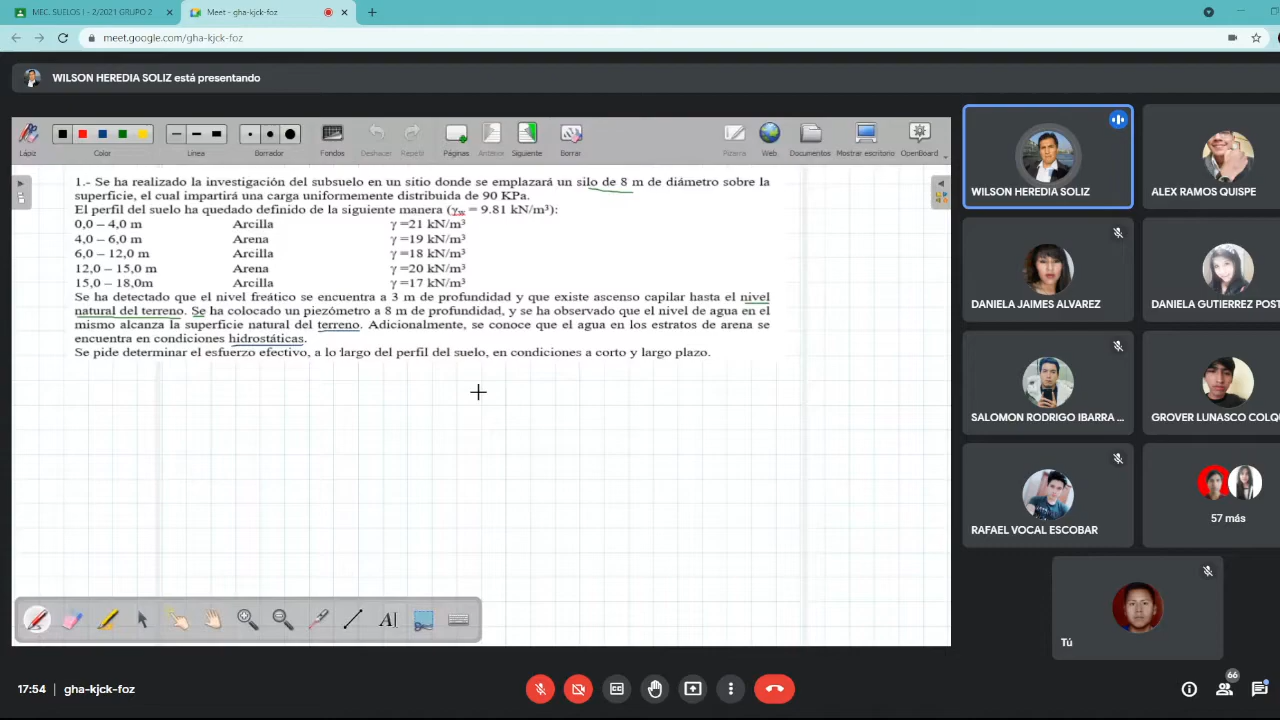 MEC. SUELOS I - 2/2021 GRUPO 2
Meet - gha-kjck-foz
meet.google.com/gha-kjck-foz
WILSON HEREDIA SOLIZ está presentando
Lápiz
Color
Línea
Borrador
Fondos
Deshacer
Repetir
Páginas
Anterior
Siguiente
Borrar
Pizarra
Web
Documentos
Mostrar escritorio
OpenBoard
1.- Se ha realizado la investigación del subsuelo en un sitio donde se emplazará un silo de 8 m de diámetro sobre la
superficie, el cual impartirá una carga uniformemente distribuida de 90 KPa.
El perfil del suelo ha quedado definido de la siguiente manera (γw = 9.81 kN/m³):
0,0 – 4,0 m Arcilla γ =21 kN/m³
4,0 – 6,0 m Arena γ =19 kN/m³
6,0 – 12,0 m Arcilla γ =18 kN/m³
12,0 – 15,0 m Arena γ =20 kN/m³
15,0 – 18,0m Arcilla γ =17 kN/m³
Se ha detectado que el nivel freático se encuentra a 3 m de profundidad y que existe ascenso capilar hasta el nivel
natural del terreno. Se ha colocado un piezómetro a 8 m de profundidad, y se ha observado que el nivel de agua en el
mismo alcanza la superficie natural del terreno. Adicionalmente, se conoce que el agua en los estratos de arena se
encuentra en condiciones hidrostáticas.
Se pide determinar el esfuerzo efectivo, a lo largo del perfil del suelo, en condiciones a corto y largo plazo.
A
WILSON HEREDIA SOLIZ
ALEX RAMOS QUISPE
DANIELA JAIMES ALVAREZ
DANIELA GUTIERREZ POST
SALOMON RODRIGO IBARRA ...
GROVER LUNASCO COLQ
RAFAEL VOCAL ESCOBAR
57 más
Tú
17:54 | gha-kjck-foz
66